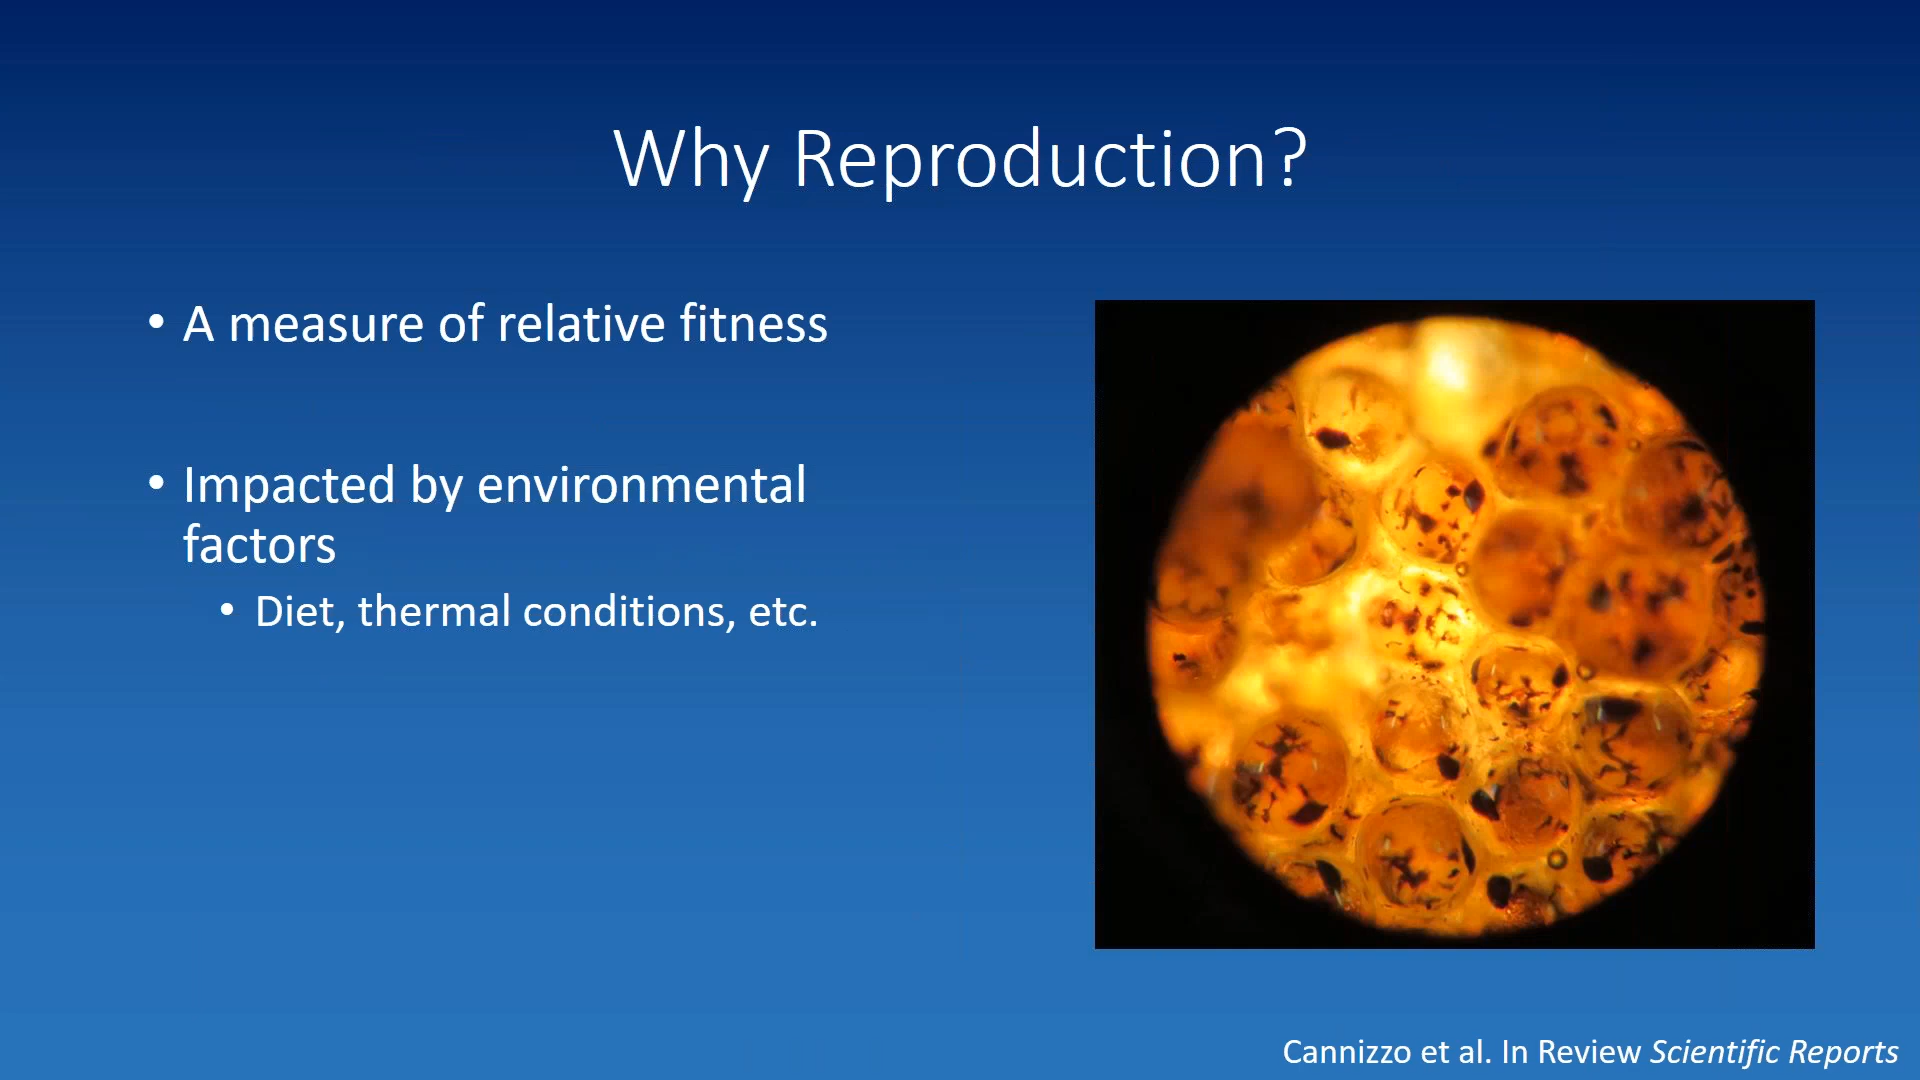 Why Reproduction?
• A measure of relative fitness
• Impacted by environmental
factors
• Diet, thermal conditions, etc.
Cannizzo et al. In Review Scientific Reports